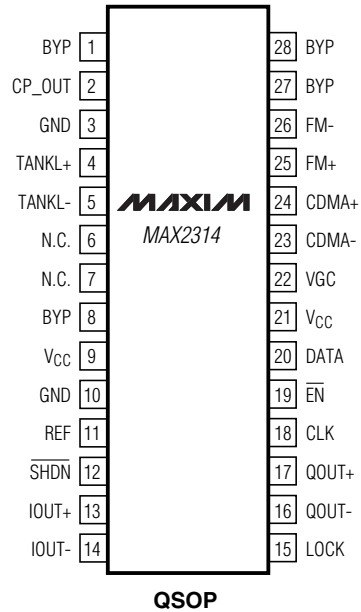 BYP 1 28 BYP
CP_OUT 2 27 BYP
GND 3 26 FM-
TANKL+ 4 25 FM+
TANKL- 5 MAXIM 24 CDMA+
N.C. 6 MAX2314 23 CDMA-
N.C. 7 22 VGC
BYP 8 21 VCC
VCC 9 20 DATA
GND 10 19 EN
REF 11 18 CLK
SHDN 12 17 QOUT+
IOUT+ 13 16 QOUT-
IOUT- 14 15 LOCK
QSOP